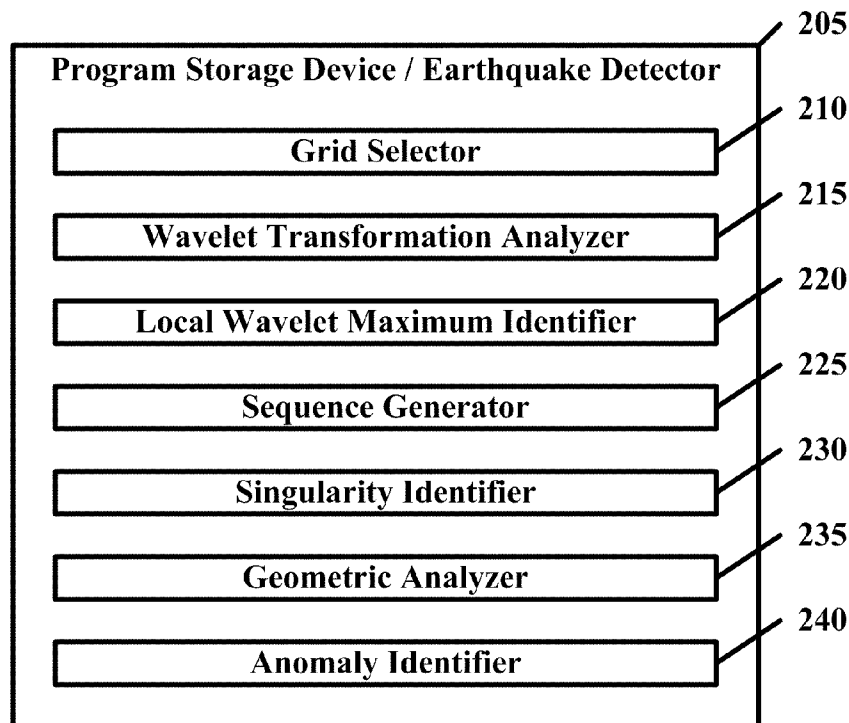 205
Program Storage Device / Earthquake Detector
210
Grid Selector
215
Wavelet Transformation Analyzer
220
Local Wavelet Maximum Identifier
225
Sequence Generator
230
Singularity Identifier
235
Geometric Analyzer
240
Anomaly Identifier